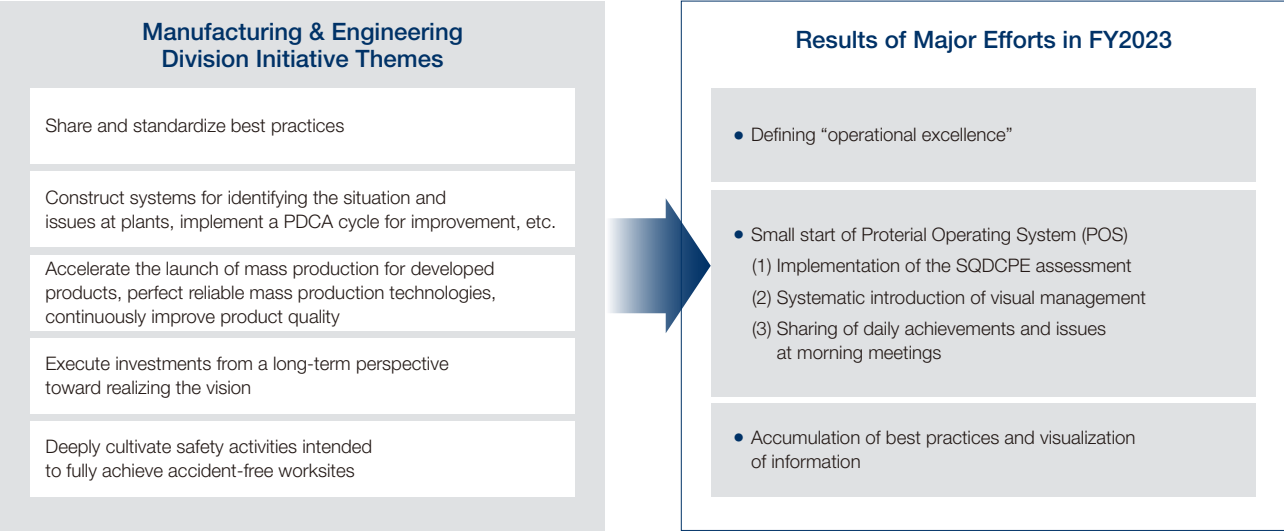 Manufacturing & Engineering
Division Initiative Themes
Share and standardize best practices
Construct systems for identifying the situation and
issues at plants, implement a PDCA cycle for improvement, etc.
Accelerate the launch of mass production for developed
products, perfect reliable mass production technologies,
continuously improve product quality
Execute investments from a long-term perspective
toward realizing the vision
Deeply cultivate safety activities intended
to fully achieve accident-free worksites
Results of Major Efforts in FY2023
● Defining “operational excellence”
● Small start of Proterial Operating System (POS)
(1) Implementation of the SQDCPE assessment
(2) Systematic introduction of visual management
(3) Sharing of daily achievements and issues
at morning meetings
● Accumulation of best practices and visualization
of information